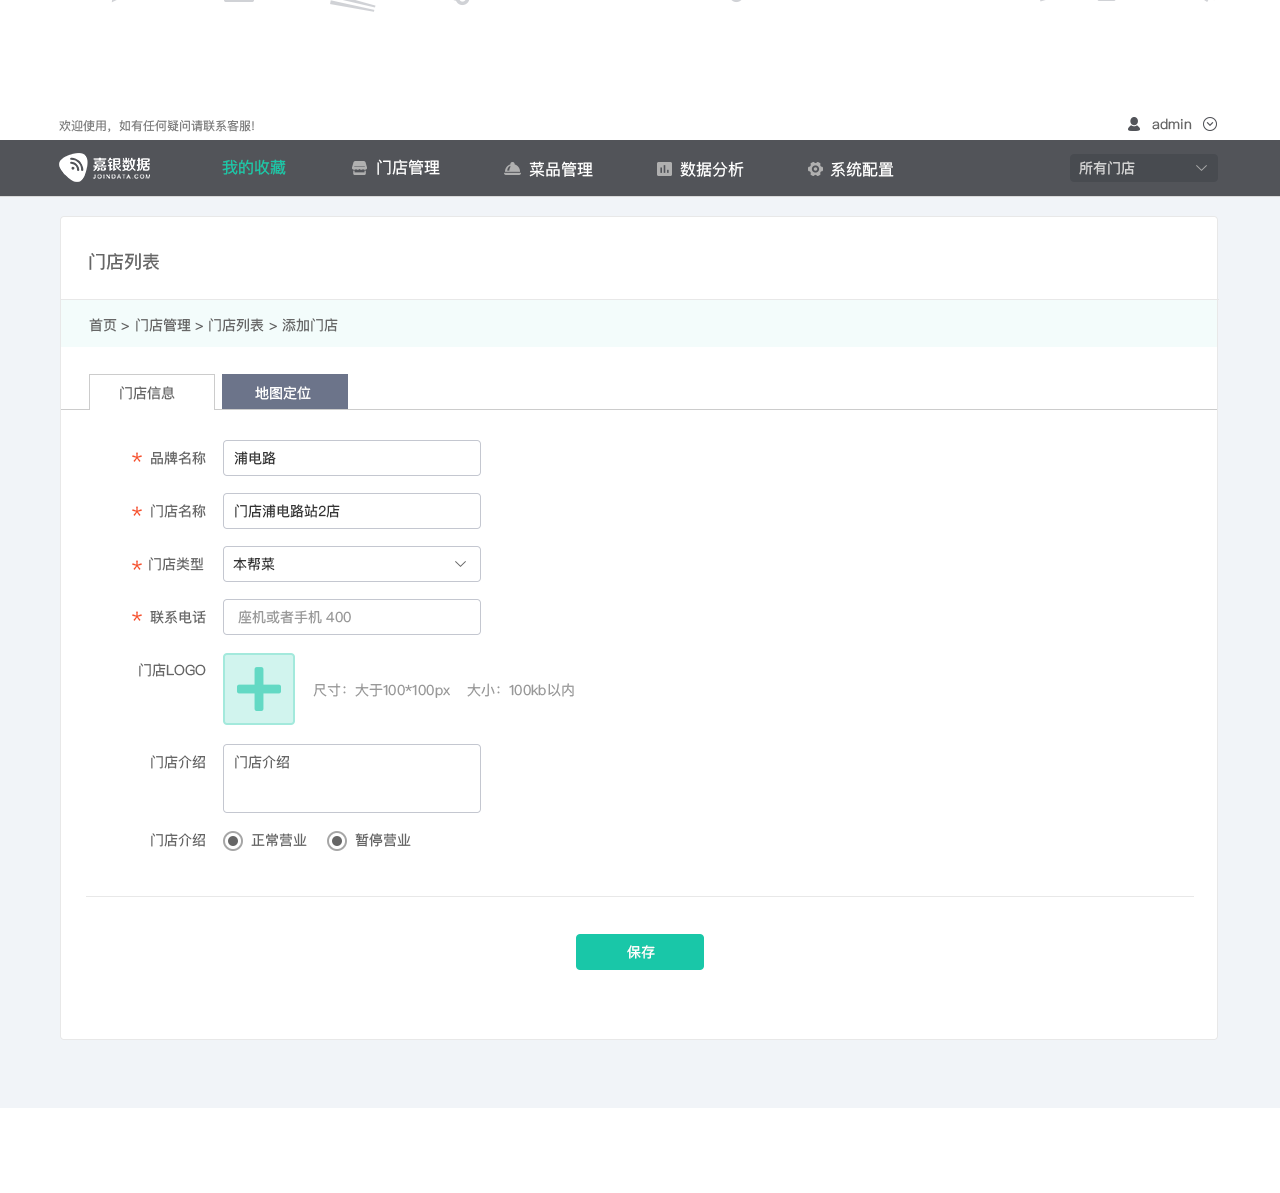 欢迎使用，如有任何疑问请联系客服!
admin
嘉银数据
JOINDATA.COM
我的收藏
门店管理
菜品管理
数据分析
系统配置
所有门店
门店列表
首页 > 门店管理 > 门店列表 > 添加门店
门店信息
地图定位
* 品牌名称
浦电路
* 门店名称
门店浦电路站2店
* 门店类型
本帮菜
* 联系电话
座机或者手机 400
门店LOGO
尺寸：大于100*100px 大小：100kb以内
门店介绍
门店介绍
门店介绍
正常营业
暂停营业
保存